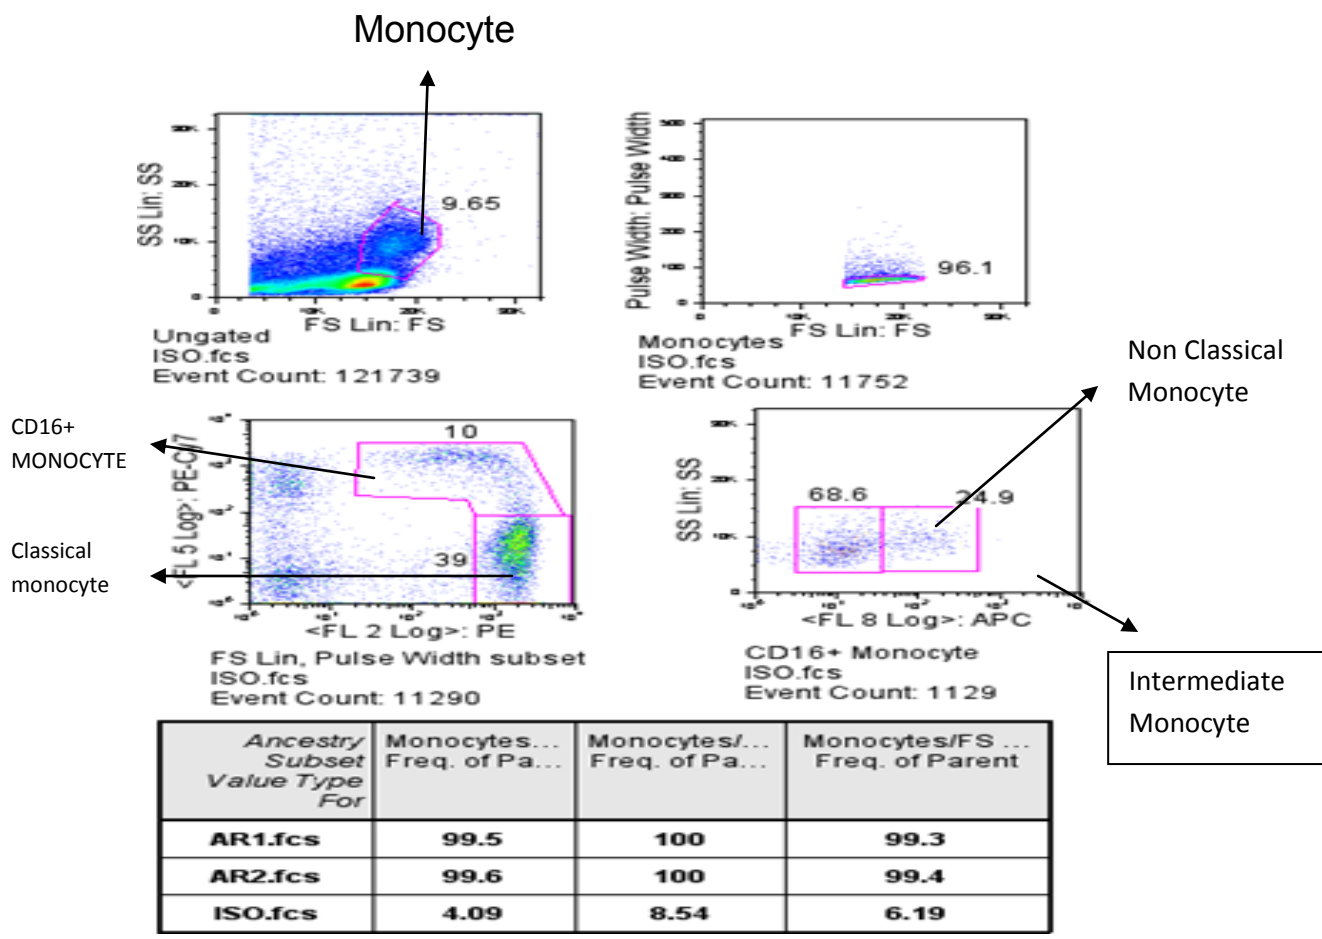 Monocyte
SS Lin: SS
9.65
FS Lin: FS
Ungated
ISO.fcs
Event Count: 121739
Pulse Width: Pulse Width
96.1
FS Lin: FS
Monocytes
ISO.fcs
Event Count: 11752
Non Classical
Monocyte
CD16+
MONOCYTE
Classical
monocyte
<FL 5 Log>: PE-Cy7
10
39
<FL 2 Log>: PE
FS Lin, Pulse Width subset
ISO.fcs
Event Count: 11290
SS Lin: SS
68.6
24.9
<FL 8 Log>: APC
CD16+ Monocyte
ISO.fcs
Event Count: 1129
Intermediate
Monocyte
Ancestry Monocytes... Monocytes/... Monocytes/FS ...
Subset Freq. of Pa... Freq. of Pa... Freq. of Parent
Value Type
For
AR1.fcs 99.5 100 99.3
AR2.fcs 99.6 100 99.4
ISO.fcs 4.09 8.54 6.19